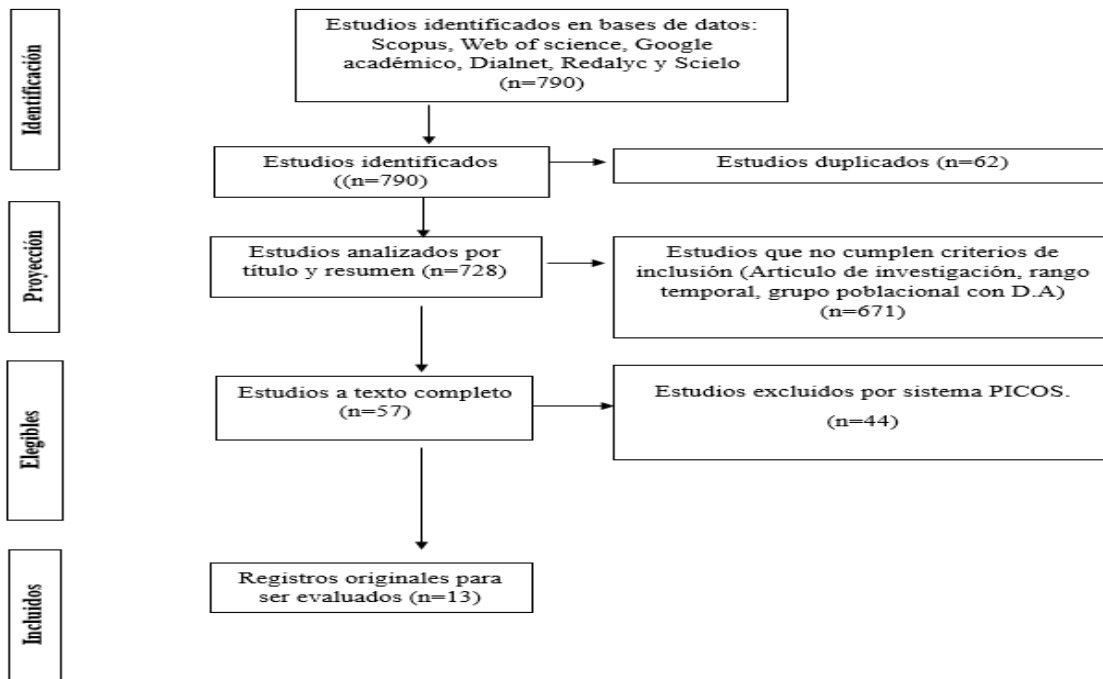 Identificación
Estudios identificados en bases de datos:
Scopus, Web of science, Google
académico, Dialnet, Redalyc y Scielo
(n=790)
Estudios identificados
((n=790)
Estudios duplicados (n=62)
Proyección
Estudios analizados por
título y resumen (n=728)
Estudios que no cumplen criterios de
inclusión (Articulo de investigación, rango
temporal, grupo poblacional con D.A)
(n=671)
Elegibles
Estudios a texto completo
(n=57)
Estudios excluidos por sistema PICOS.
(n=44)
Incluidos
Registros originales para
ser evaluados (n=13)